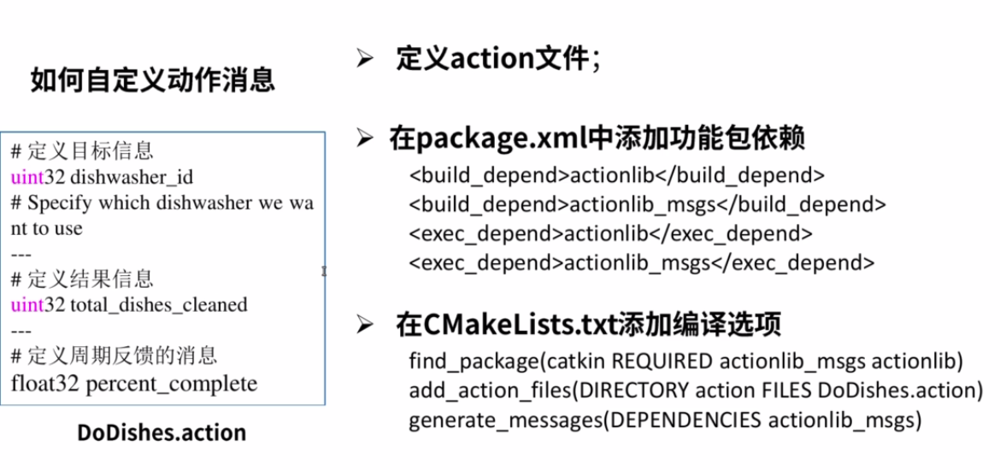 如何自定义动作消息
# 定义目标信息
uint32 dishwasher_id
# Specify which dishwasher we wa
nt to use
---
# 定义结果信息
uint32 total_dishes_cleaned
---
# 定义周期反馈的消息
float32 percent_complete
DoDishes.action
➢ 定义action文件;
➢ 在package.xml中添加功能包依赖
<build_depend>actionlib</build_depend>
<build_depend>actionlib_msgs</build_depend>
<exec_depend>actionlib</exec_depend>
<exec_depend>actionlib_msgs</exec_depend>
➢ 在CMakeLists.txt添加编译选项
find_package(catkin REQUIRED actionlib_msgs actionlib)
add_action_files(DIRECTORY action FILES DoDishes.action)
generate_messages(DEPENDENCIES actionlib_msgs)